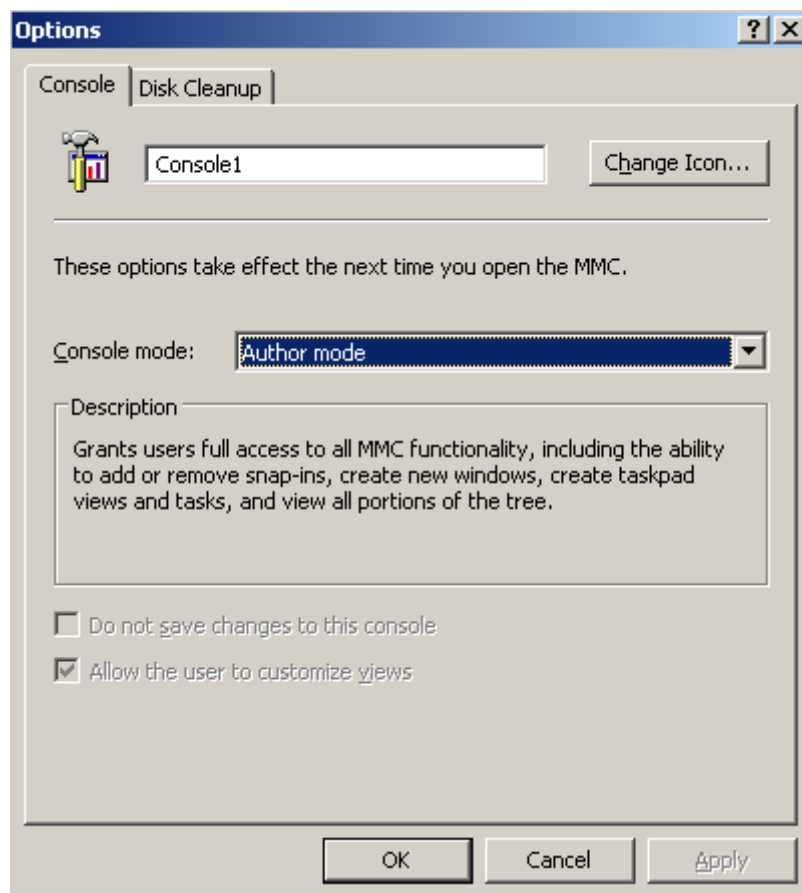 Options
Console
Disk Cleanup
Console1
Change Icon...
These options take effect the next time you open the MMC.
Console mode:
Author mode
Description
Grants users full access to all MMC functionality, including the ability
to add or remove snap-ins, create new windows, create taskpad
views and tasks, and view all portions of the tree.
Do not save changes to this console
Allow the user to customize views
OK
Cancel
Apply